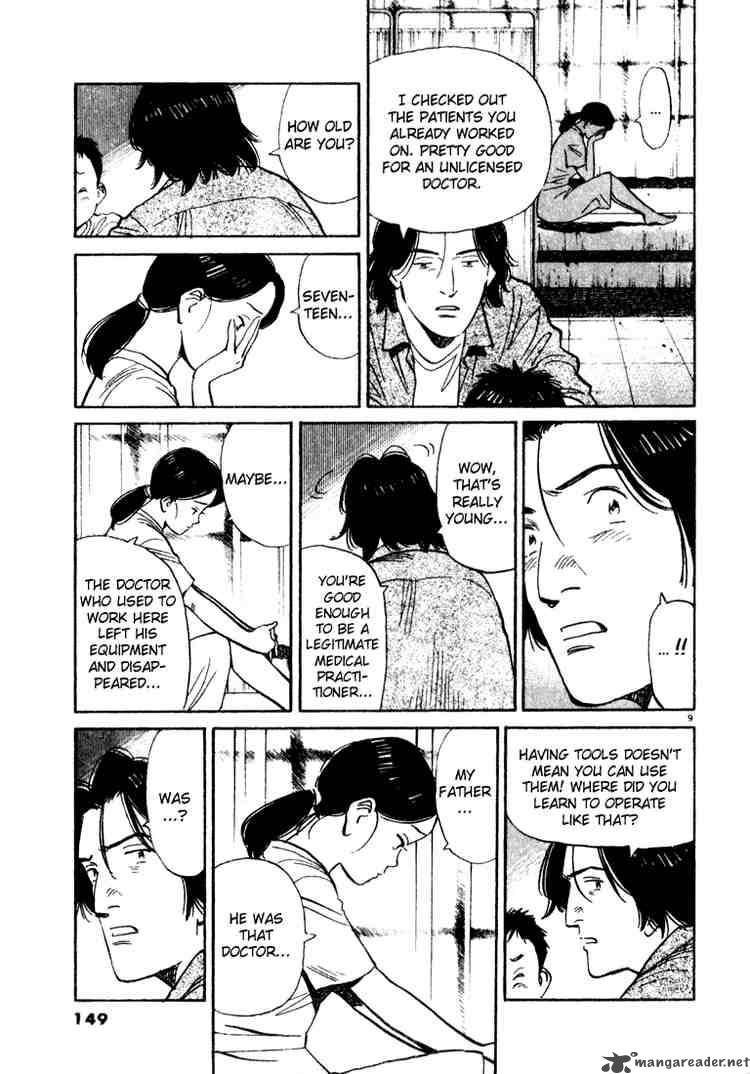 I CHECKED OUT
THE PATIENTS YOU
ALREADY WORKED
ON. PRETTY GOOD
FOR AN UNLICENSED
DOCTOR.
...
HOW OLD
ARE YOU?
SEVEN-
TEEN...
...!!
WOW,
THAT'S
REALLY
YOUNG...
YOU'RE
GOOD
ENOUGH
TO BE A
LEGITIMATE
MEDICAL
PRACTI-
TIONER...
MAYBE...
THE DOCTOR
WHO USED TO
WORK HERE
LEFT HIS
EQUIPMENT
AND DISAP-
PEARED...
9
HAVING TOOLS DOESN'T
MEAN YOU CAN USE
THEM! WHERE DID YOU
LEARN TO OPERATE
LIKE THAT?
MY
FATHER
...
HE WAS
THAT
DOCTOR...
WAS
...?
149
mangareader.net